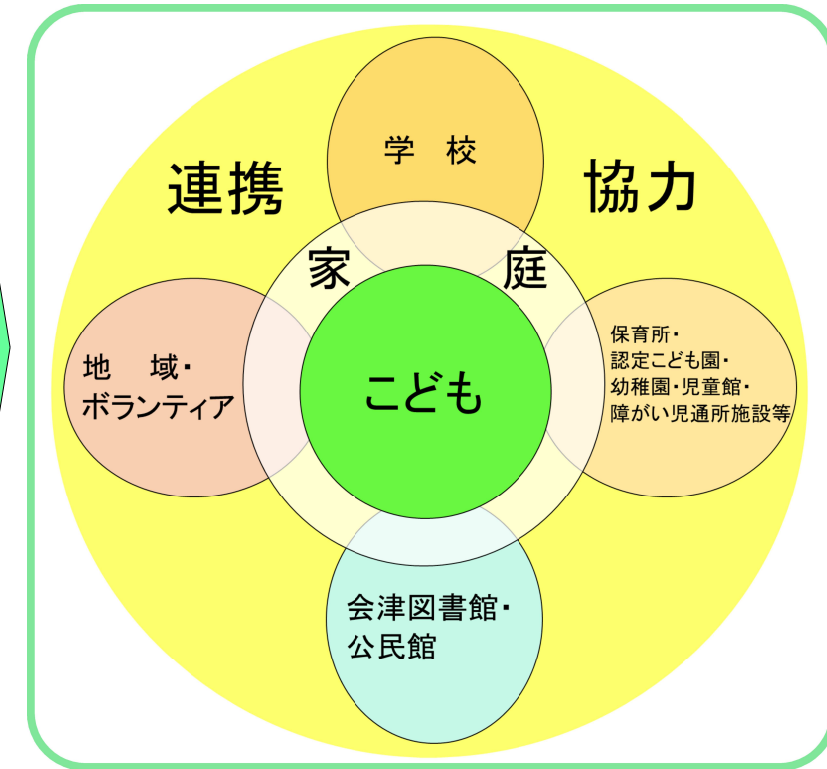 学　校
連携
協力
家　庭
地　域・
ボランティア
こども
保育所・
認定こども園・
幼稚園・児童館・
障がい児通所施設等
会津図書館・
公民館